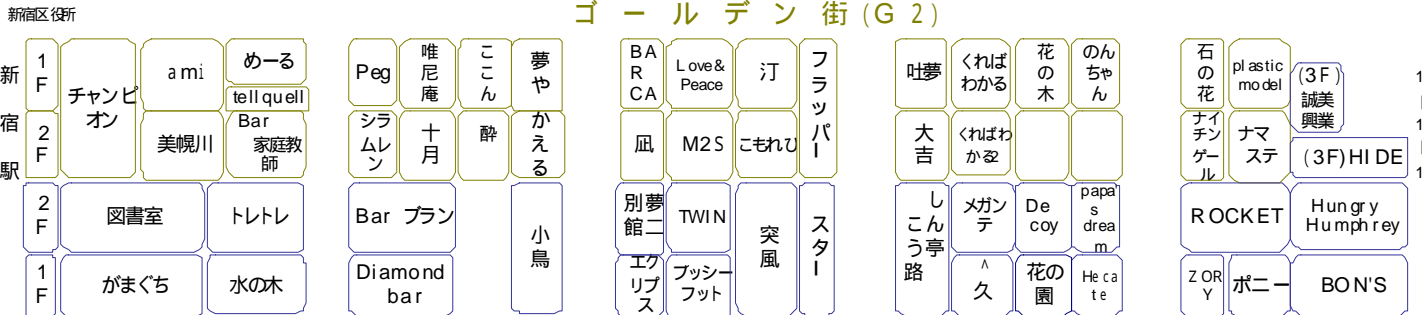 新宿区役所
ゴールデン街(G2)
新宿駅
1F
チャンピオン
ami
めーる
tellquell
Peg
唯尼庵
ここん
夢や
BARCA
Love&
Peace
汀
フラッパー
吐夢
くれば
わかる
花の木
のん
ちゃ
ん
石の花
plastic
model
(3F)
誠美
興業
2F
美幌川
Bar
家庭教
師
シラ
ムレ
ン
十月
酔
かえる
凪
M2S
こもれび
大吉
くればわ
かる2
ナイ
チン
ゲー
ル
ナマ
ステ
(3F)HIDE
2F
図書室
トレトレ
Bar ブラン
小鳥
別館
夢二
TWIN
突風
スター
しん亭
こう路
メガン
テ
De
coy
papa'
s
drea
m
ROCKET
Hungry
Humphrey
1F
がまぐち
水の木
Diamond
bar
エク
リプ
ス
プッシー
フット
久
花の
園
Heca
te
ZOR
Y
ポニー
BON'S